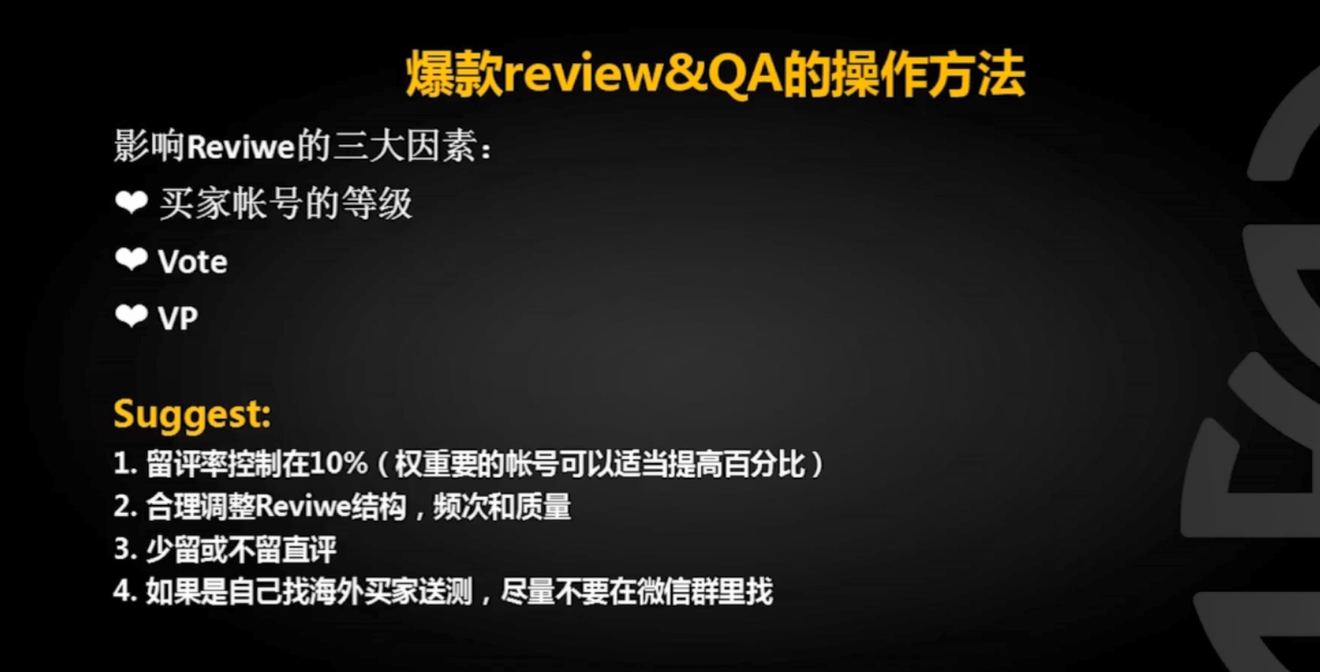 爆款review&QA的操作方法
影响Reviwe的三大因素：
❤ 买家帐号的等级
❤ Vote
❤ VP
Suggest:
1. 留评率控制在10%（权重要的帐号可以适当提高百分比）
2. 合理调整Reviwe结构，频次和质量
3. 少留或不留直评
4. 如果是自己找海外买家送测，尽量不要在微信群里找